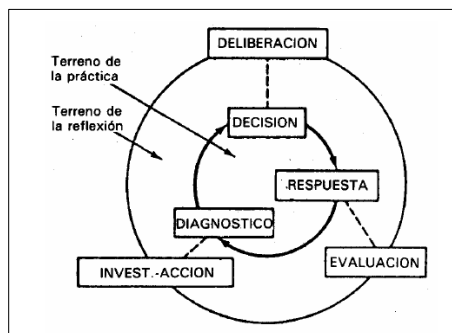 DELIBERACION
Terreno de
la práctica
Terreno de
la reflexión
DECISION
RESPUESTA
DIAGNOSTICO
INVEST.-ACCION
EVALUACION